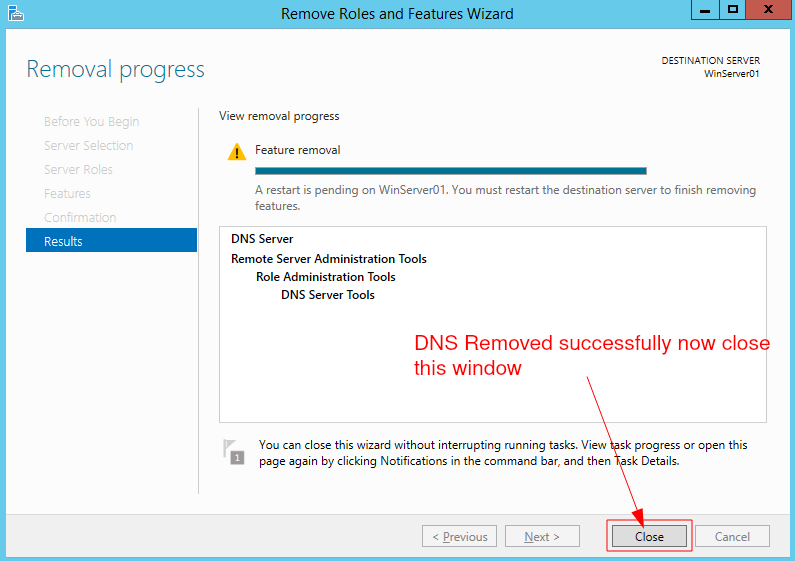 Remove Roles and Features Wizard
Removal progress
DESTINATION SERVER
WinServer01
Before You Begin
Server Selection
Server Roles
Features
Confirmation
Results
View removal progress
Feature removal
A restart is pending on WinServer01. You must restart the destination server to finish removing
features.
DNS Server
Remote Server Administration Tools
Role Administration Tools
DNS Server Tools
DNS Removed successfully now close
this window
1
You can close this wizard without interrupting running tasks. View task progress or open this
page again by clicking Notifications in the command bar, and then Task Details.
< Previous
Next >
Close
Cancel